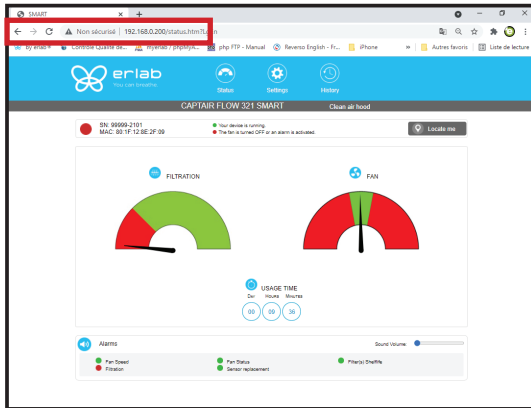 SMART
Non sécurisé 192.168.0.200/status.htm?Lan
by erlab® Contrôle Qualité de... myerlab / phpMyA... php FTP - Manual Reverso English - Fr... iPhone » Autres favoris Liste de lecture
erlab
You can breathe
Status Settings History
CAPTAIR FLOW 321 SMART Clean air hood
SN: 99999-2101
MAC: 80:1F:12:8E:2F:09
Your device is running.
The fan is turned OFF or an alarm is activated.
Locate me
FILTRATION FAN
USAGE TIME
DAY HOURS MINUTES
00 09 36
Alarms Sound Volume
Fan Speed Fan Status Filter(s) Shelflife
Filtration Sensor replacement